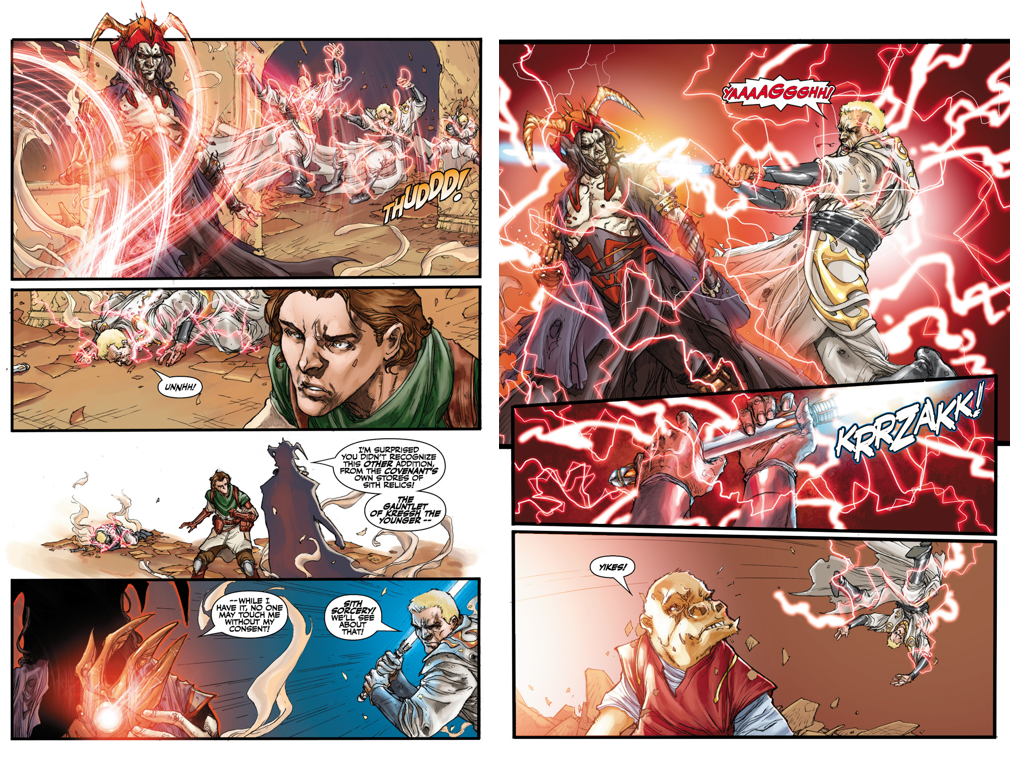 THUDDD!
UNNHH!
I'M SURPRISED
YOU DIDN'T RECOGNIZE
THIS OTHER ADDITION,
FROM THE COVENANT'S
OWN STORES OF
SITH RELICS!
THE
GAUNTLET
OF KRESSH THE
YOUNGER --
--WHILE I
HAVE IT, NO ONE
MAY TOUCH ME
WITHOUT MY
CONSENT!
SITH
SORCERY!
WE'LL SEE
ABOUT
THAT!
YAAAAGGGHH!
KRRZAKK!
YIKES!